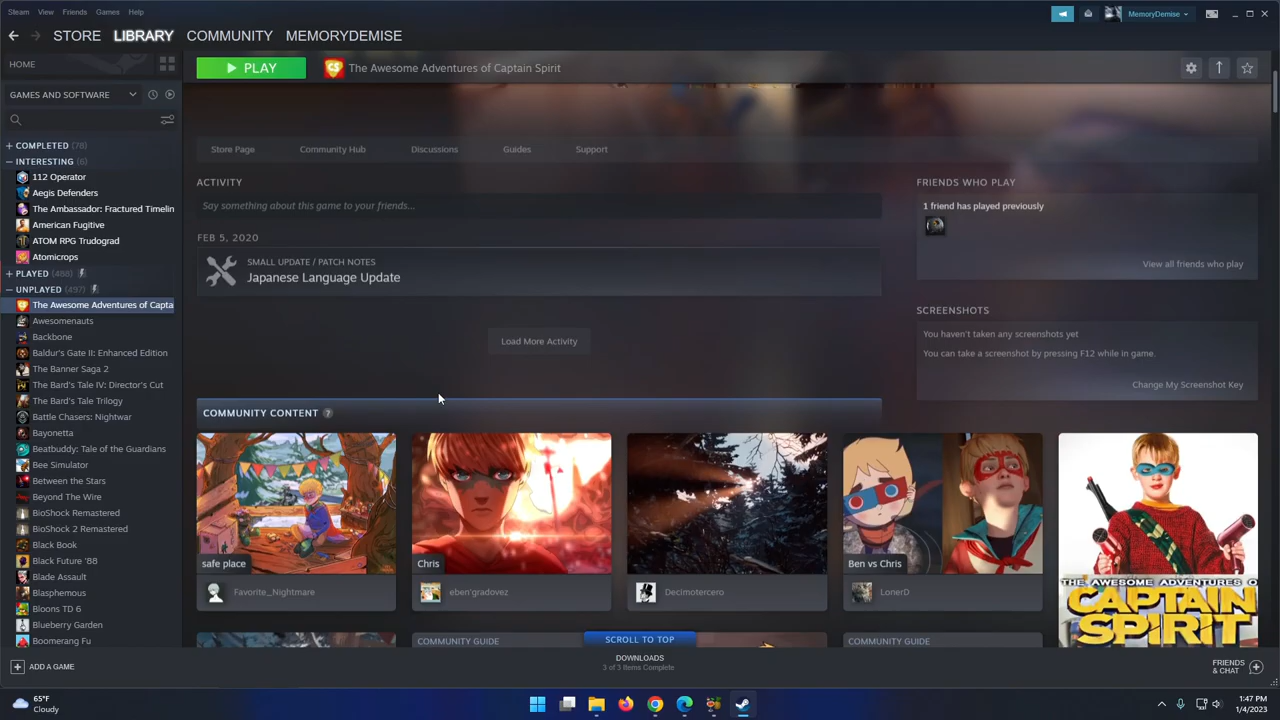 Steam View Friends Games Help
MemoryDemise
STORE LIBRARY COMMUNITY MEMORYDEMISE
HOME
PLAY
CS
The Awesome Adventures of Captain Spirit
GAMES AND SOFTWARE
COMPLETED (78)
INTERESTING (6)
112 Operator
Aegis Defenders
The Ambassador: Fractured Timelin
American Fugitive
ATOM RPG Trudograd
Atomicrops
PLAYED (488)
UNPLAYED (497)
The Awesome Adventures of Capta
Awesomenauts
Backbone
Baldur's Gate II: Enhanced Edition
The Banner Saga 2
The Bard's Tale IV: Director's Cut
The Bard's Tale Trilogy
Battle Chasers: Nightwar
Bayonetta
Beatbuddy: Tale of the Guardians
Bee Simulator
Between the Stars
Beyond The Wire
BioShock Remastered
BioShock 2 Remastered
Black Book
Black Future '88
Blade Assault
Blasphemous
Bloons TD 6
Blueberry Garden
Boomerang Fu
Store Page Community Hub Discussions Guides Support
ACTIVITY
Say something about this game to your friends...
FEB 5, 2020
SMALL UPDATE / PATCH NOTES
Japanese Language Update
Load More Activity
FRIENDS WHO PLAY
1 friend has played previously
View all friends who play
SCREENSHOTS
You haven't taken any screenshots yet
You can take a screenshot by pressing F12 while in game.
Change My Screenshot Key
COMMUNITY CONTENT ?
safe place
Favorite_Nightmare
Chris
eben'gradovez
Decimotercero
Ben vs Chris
LonerD
THE AWESOME ADVENTURES O
CAPTAIN
SPIRIT
COMMUNITY GUIDE
SCROLL TO TOP
COMMUNITY GUIDE
ADD A GAME
DOWNLOADS
3 of 3 Items Complete
FRIENDS
& CHAT
65°F
Cloudy
1:47 PM
1/4/2023